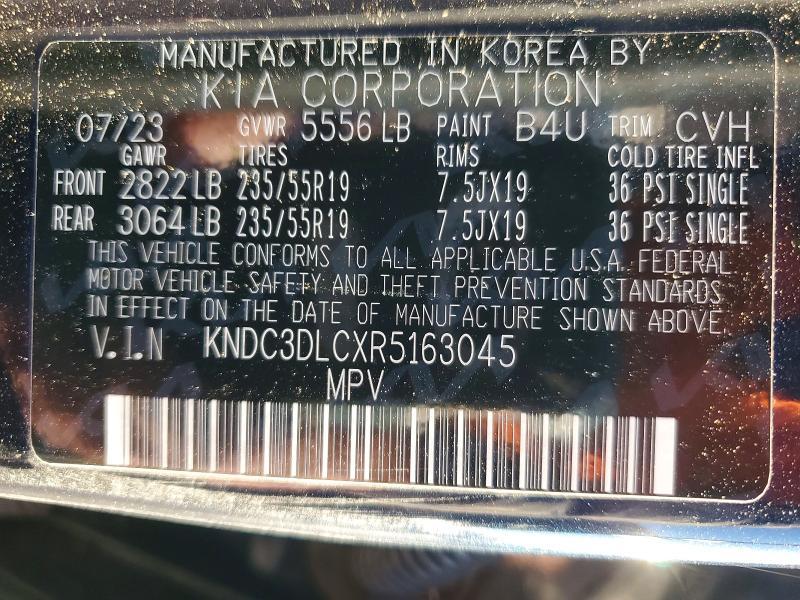 MANUFACTURED IN KOREA BY
KIA CORPORATION
07/23 GVWR 5556 LB PAINT B4U TRIM CVH
GAWR TIRES RIMS COLD TIRE INFL
FRONT 2822 LB 235/55R19 7.5JX19 36 PSI SINGLE
REAR 3064 LB 235/55R19 7.5JX19 36 PSI SINGLE
THIS VEHICLE CONFORMS TO ALL APPLICABLE U.S.A. FEDERAL
MOTOR VEHICLE SAFETY AND THEFT PREVENTION STANDARDS
IN EFFECT ON THE DATE OF MANUFACTURE SHOWN ABOVE.
V.I.N KNDC3DLCXR5163045
MPV